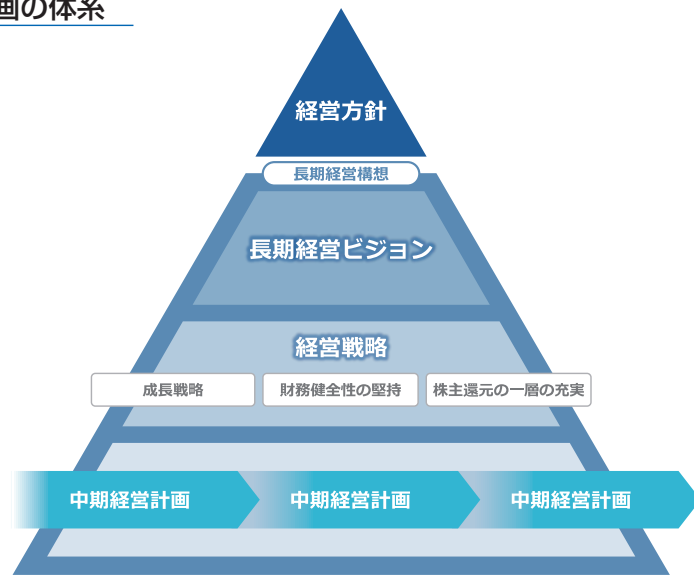 画の体系
経営方針
長期経営構想
長期経営ビジョン
経営戦略
成長戦略 財務健全性の堅持 株主還元の一層の充実
中期経営計画 中期経営計画 中期経営計画